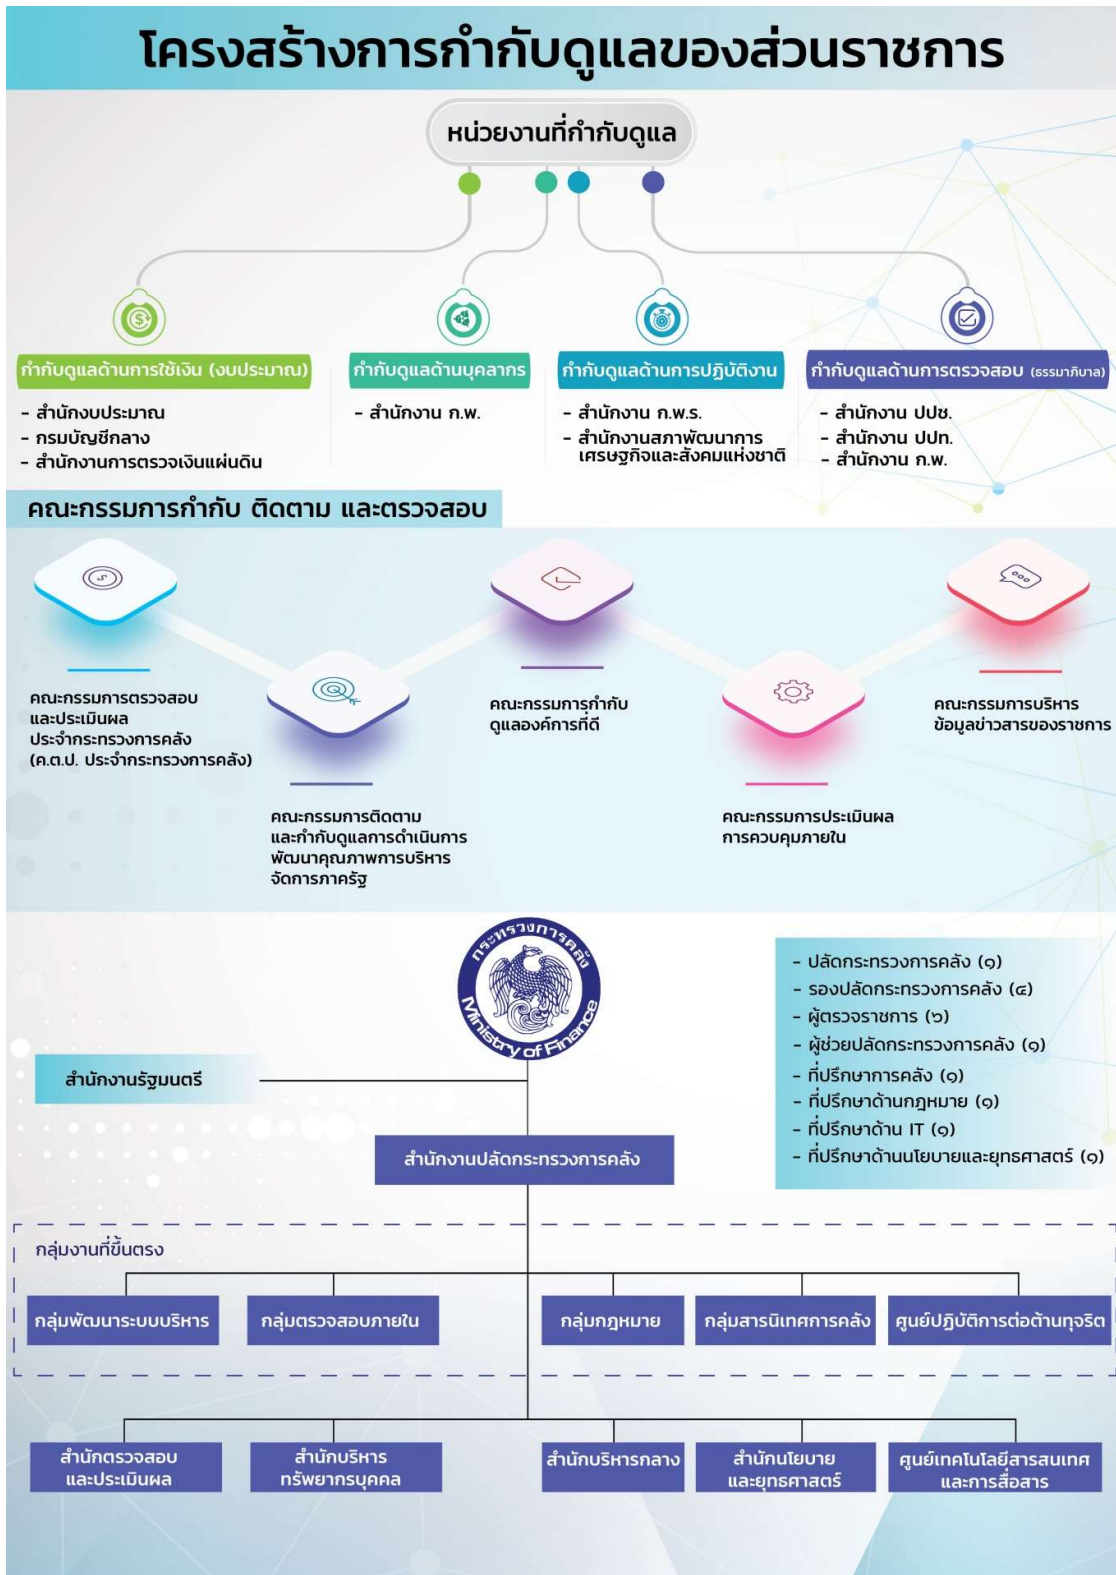 โครงสร้างการกำกับดูแลของส่วนราชการ
หน่วยงานที่กำกับดูแล
กำกับดูแลด้านการใช้เงิน (งบประมาณ)
- สำนักงบประมาณ
- กรมบัญชีกลาง
- สำนักงานการตรวจเงินแผ่นดิน
กำกับดูแลด้านบุคลากร
- สำนักงาน ก.พ.
กำกับดูแลด้านการปฏิบัติงาน
- สำนักงาน ก.พ.ร.
- สำนักงานสภาพัฒนาการ
เศรษฐกิจและสังคมแห่งชาติ
กำกับดูแลด้านการตรวจสอบ (ธรรมาภิบาล)
- สำนักงาน ปปช.
- สำนักงาน ปปท.
- สำนักงาน ก.พ.
คณะกรรมการกำกับ ติดตาม และตรวจสอบ
คณะกรรมการตรวจสอบ
และประเมินผล
ประจำกระทรวงการคลัง
(ค.ต.ป. ประจำกระทรวงการคลัง)
คณะกรรมการติดตาม
และกำกับดูแลการดำเนินการ
พัฒนาคุณภาพการบริหาร
จัดการภาครัฐ
คณะกรรมการกำกับ
ดูแลองค์การที่ดี
คณะกรรมการประเมินผล
การควบคุมภายใน
คณะกรรมการบริหาร
ข้อมูลข่าวสารของราชการ
กระทรวงการคลัง
Ministry of Finance
- ปลัดกระทรวงการคลัง (๑)
- รองปลัดกระทรวงการคลัง (๔)
- ผู้ตรวจราชการ (๖)
- ผู้ช่วยปลัดกระทรวงการคลัง (๑)
- ที่ปรึกษาการคลัง (๑)
- ที่ปรึกษาด้านกฎหมาย (๑)
- ที่ปรึกษาด้าน IT (๑)
- ที่ปรึกษาด้านนโยบายและยุทธศาสตร์ (๑)
สำนักงานรัฐมนตรี
สำนักงานปลัดกระทรวงการคลัง
กลุ่มงานที่ขึ้นตรง
กลุ่มพัฒนาระบบบริหาร
กลุ่มตรวจสอบภายใน
กลุ่มกฎหมาย
กลุ่มสารนิเทศการคลัง
ศูนย์ปฏิบัติการต่อต้านทุจริต
สำนักตรวจสอบ
และประเมินผล
สำนักบริหาร
ทรัพยากรบุคคล
สำนักบริหารกลาง
สำนักนโยบาย
และยุทธศาสตร์
ศูนย์เทคโนโลยีสารสนเทศ
และการสื่อสาร